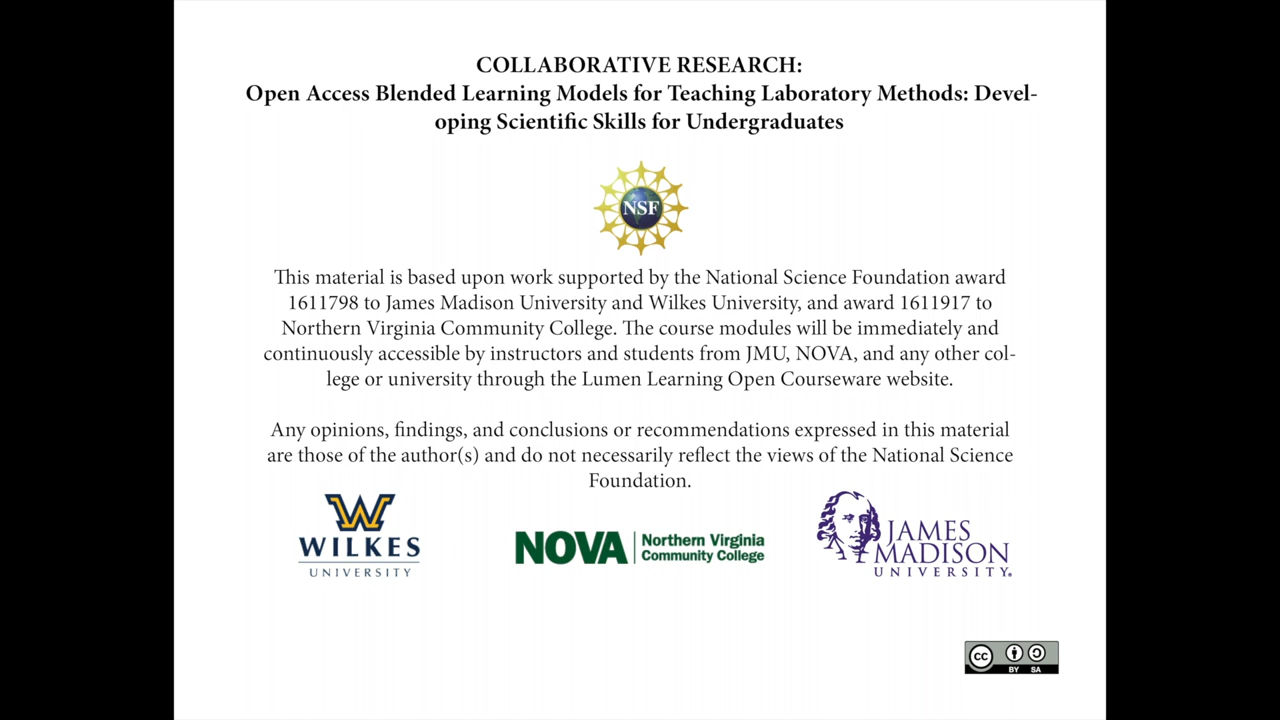 COLLABORATIVE RESEARCH:
Open Access Blended Learning Models for Teaching Laboratory Methods: Devel-
oping Scientific Skills for Undergraduates
NSF
This material is based upon work supported by the National Science Foundation award
1611798 to James Madison University and Wilkes University, and award 1611917 to
Northern Virginia Community College. The course modules will be immediately and
continuously accessible by instructors and students from JMU, NOVA, and any other col-
lege or university through the Lumen Learning Open Courseware website.
Any opinions, findings, and conclusions or recommendations expressed in this material
are those of the author(s) and do not necessarily reflect the views of the National Science
Foundation.
W
WILKES
UNIVERSITY
NOVA
Northern Virginia
Community College
JAMES
MADISON
UNIVERSITY.
CC
BY SA